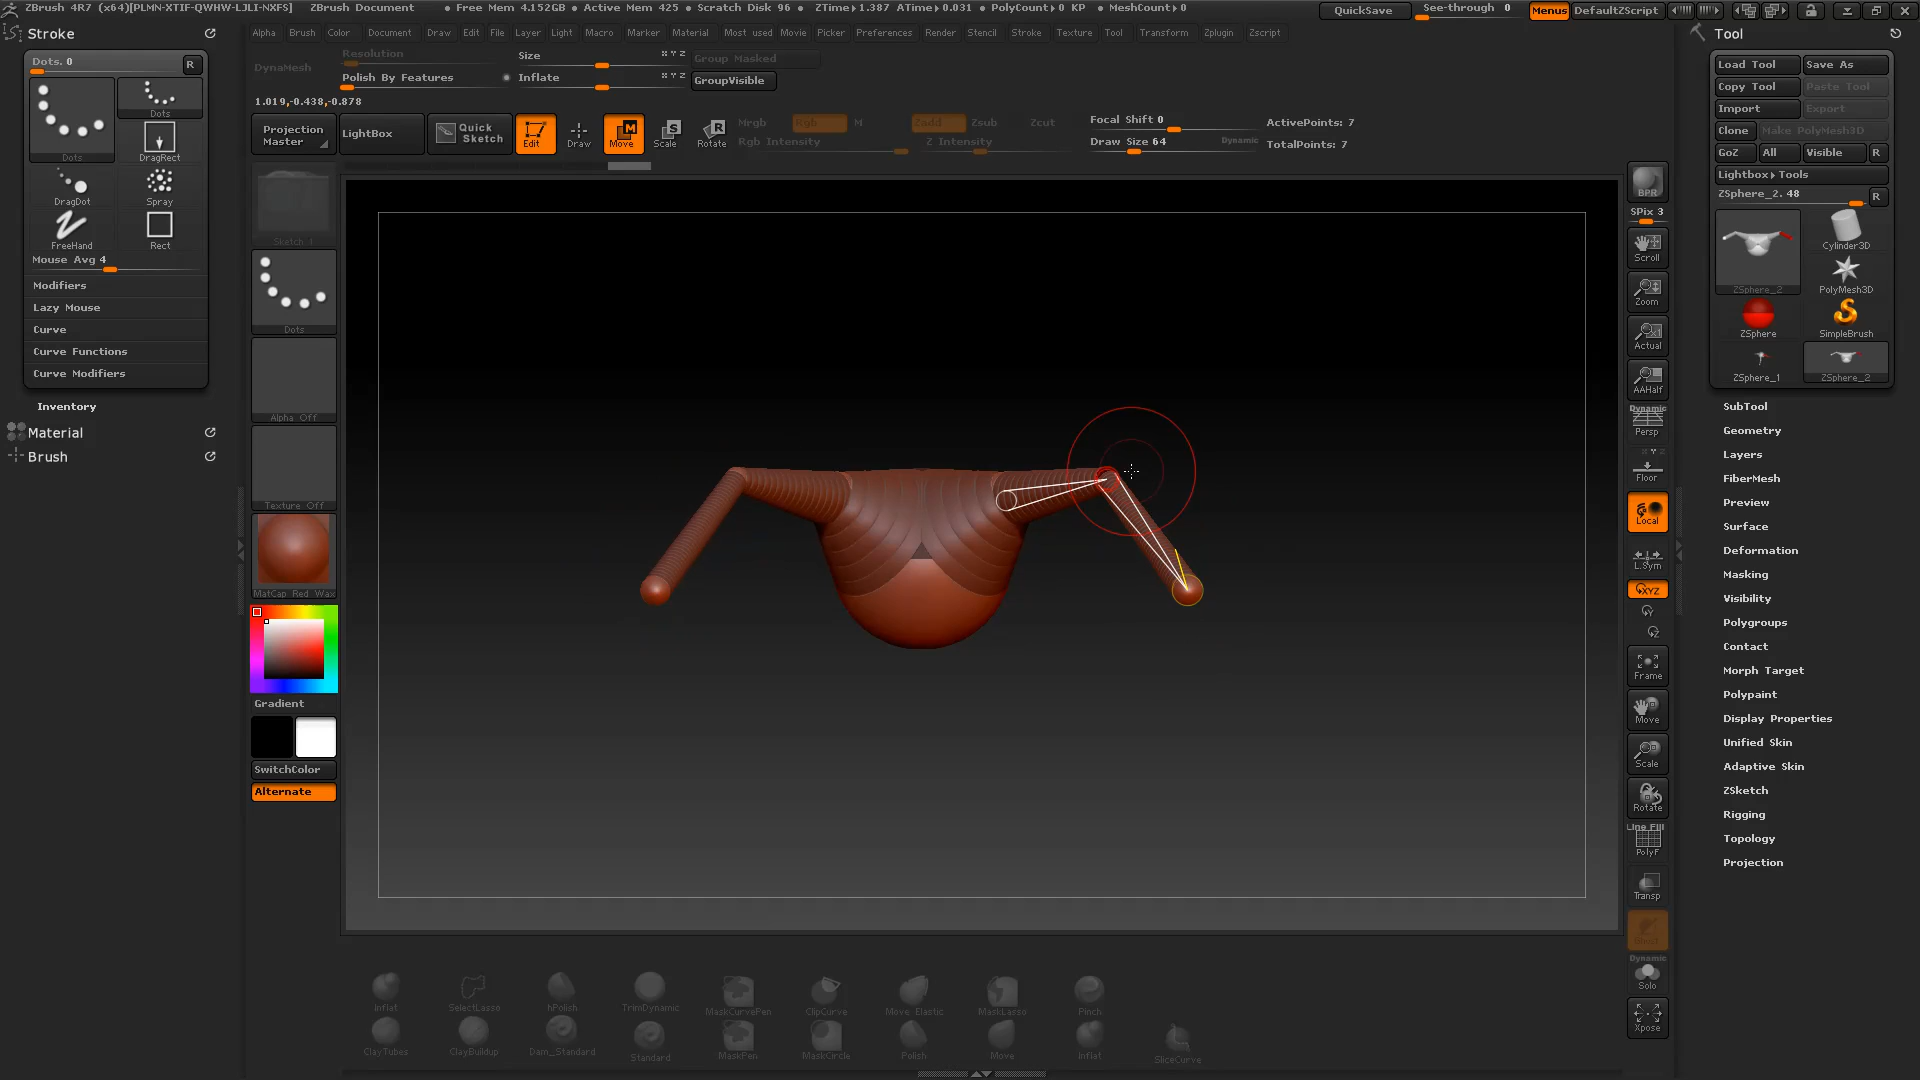 ZBrush 4R7 (x64)[PLMN-XTIF-QWHW-LJLI-NXFS] ZBrush Document • Free Mem 4.152GB • Active Mem 425 • Scratch Disk 96 • ZTime▸1.387 ATime▸0.031 • PolyCount▸0 KP • MeshCount▸0 QuickSave See-through 0 Menus DefaultZScript
Alpha Brush Color Document Draw Edit File Layer Light Macro Marker Material Most used Movie Picker Preferences Render Stencil Stroke Texture Tool Transform Zplugin Zscript
Stroke
Dots. 0
R
Dots
Dots
DragRect
DragDot
Spray
FreeHand
Rect
Mouse Avg 4
Modifiers
Lazy Mouse
Curve
Curve Functions
Curve Modifiers
Inventory
Material
Brush
DynaMesh
Resolution
Polish By Features
Size
X Y Z
Inflate
X Y Z
Group Masked
GroupVisible
1.019,-0.438,-0.878
Projection Master
LightBox
Quick Sketch
Edit
Draw
M
Move
S
Scale
R
Rotate
Mrgb
Rgb
M
Rgb Intensity
Zadd
Zsub
Zcut
Z Intensity
Focal Shift 0
Draw Size 64
Dynamic
ActivePoints: 7
TotalPoints: 7
Sketch 1
Dots
Alpha Off
Texture Off
MatCap Red Wax
Gradient
SwitchColor
Alternate
BPR
SPix 3
Scroll
Zoom
Actual
AAHalf
Dynamic
Persp
X Y Z
Floor
Local
L.Sym
XYZ
Y
Z
Frame
Move
Scale
Rotate
Line Fill
PolyF
Transp
Ghost
Dynamic
Solo
Xpose
Tool
Load Tool
Save As
Copy Tool
Paste Tool
Import
Export
Clone
Make PolyMesh3D
GoZ
All
Visible
R
Lightbox▸Tools
ZSphere_2. 48
R
ZSphere_2
Cylinder3D
PolyMesh3D
ZSphere
SimpleBrush
ZSphere_1
ZSphere_2
SubTool
Geometry
Layers
FiberMesh
Preview
Surface
Deformation
Masking
Visibility
Polygroups
Contact
Morph Target
Polypaint
Display Properties
Unified Skin
Adaptive Skin
ZSketch
Rigging
Topology
Projection
Inflat
SelectLasso
hPolish
TrimDynamic
MaskCurvePen
ClipCurve
Move Elastic
MaskLasso
Pinch
ClayTubes
ClayBuildup
Dam_Standard
Standard
MaskPen
MaskCircle
Polish
Move
Inflat
SliceCurve